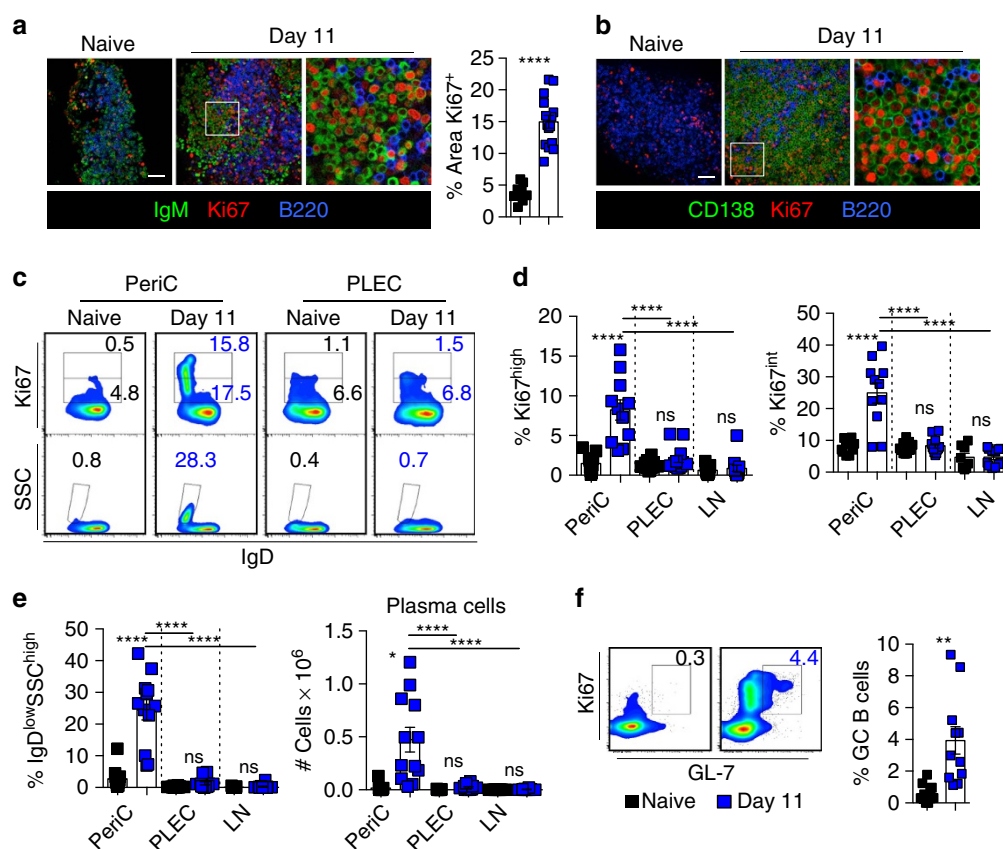 a
Naive
Day 11
IgM Ki67 B220
% Area Ki67+
****
25
20
15
10
5
0
b
Naive
Day 11
CD138 Ki67 B220
c
PeriC
PLEC
Naive
Day 11
Naive
Day 11
Ki67
0.5
4.8
15.8
17.5
1.1
6.6
1.5
6.8
SSC
0.8
28.3
0.4
0.7
IgD
d
% Ki67high
20
15
10
5
0
****
****
****
ns
ns
PeriC
PLEC
LN
% Ki67int
50
40
30
20
10
0
****
****
****
ns
ns
PeriC
PLEC
LN
e
% IgDlowSSChigh
50
40
30
20
10
0
****
****
****
ns
ns
PeriC
PLEC
LN
Plasma cells
# Cells × 10^6
1.5
1.0
0.5
0.0
*
****
****
ns
ns
PeriC
PLEC
LN
f
Ki67
0.3
4.4
GL-7
Naive
Day 11
% GC B cells
10
8
6
4
2
0
**